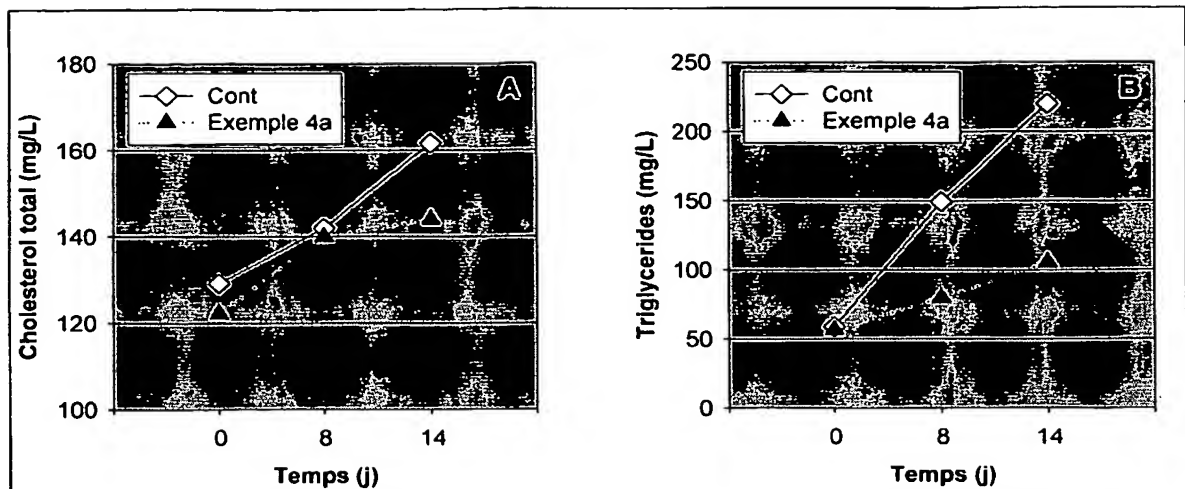 Cholesterol total (mg/L)
180
160
140
120
100
Cont
Exemple 4a
A
0 8 14
Temps (j)
Triglycerides (mg/L)
250
200
150
100
50
0
Cont
Exemple 4a
B
0 8 14
Temps (j)